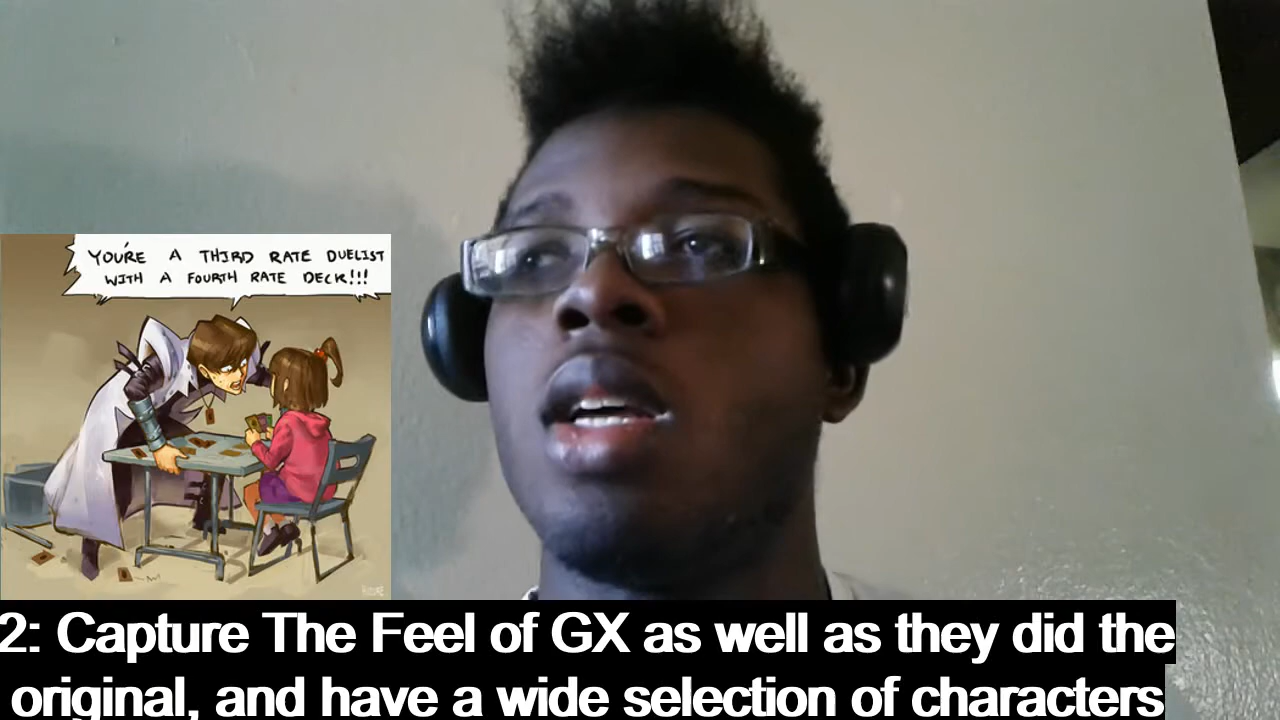 YOU'RE A THIRD RATE DUELIST
WITH A FOURTH RATE DECK!!!
2: Capture The Feel of GX as well as they did the
original, and have a wide selection of characters